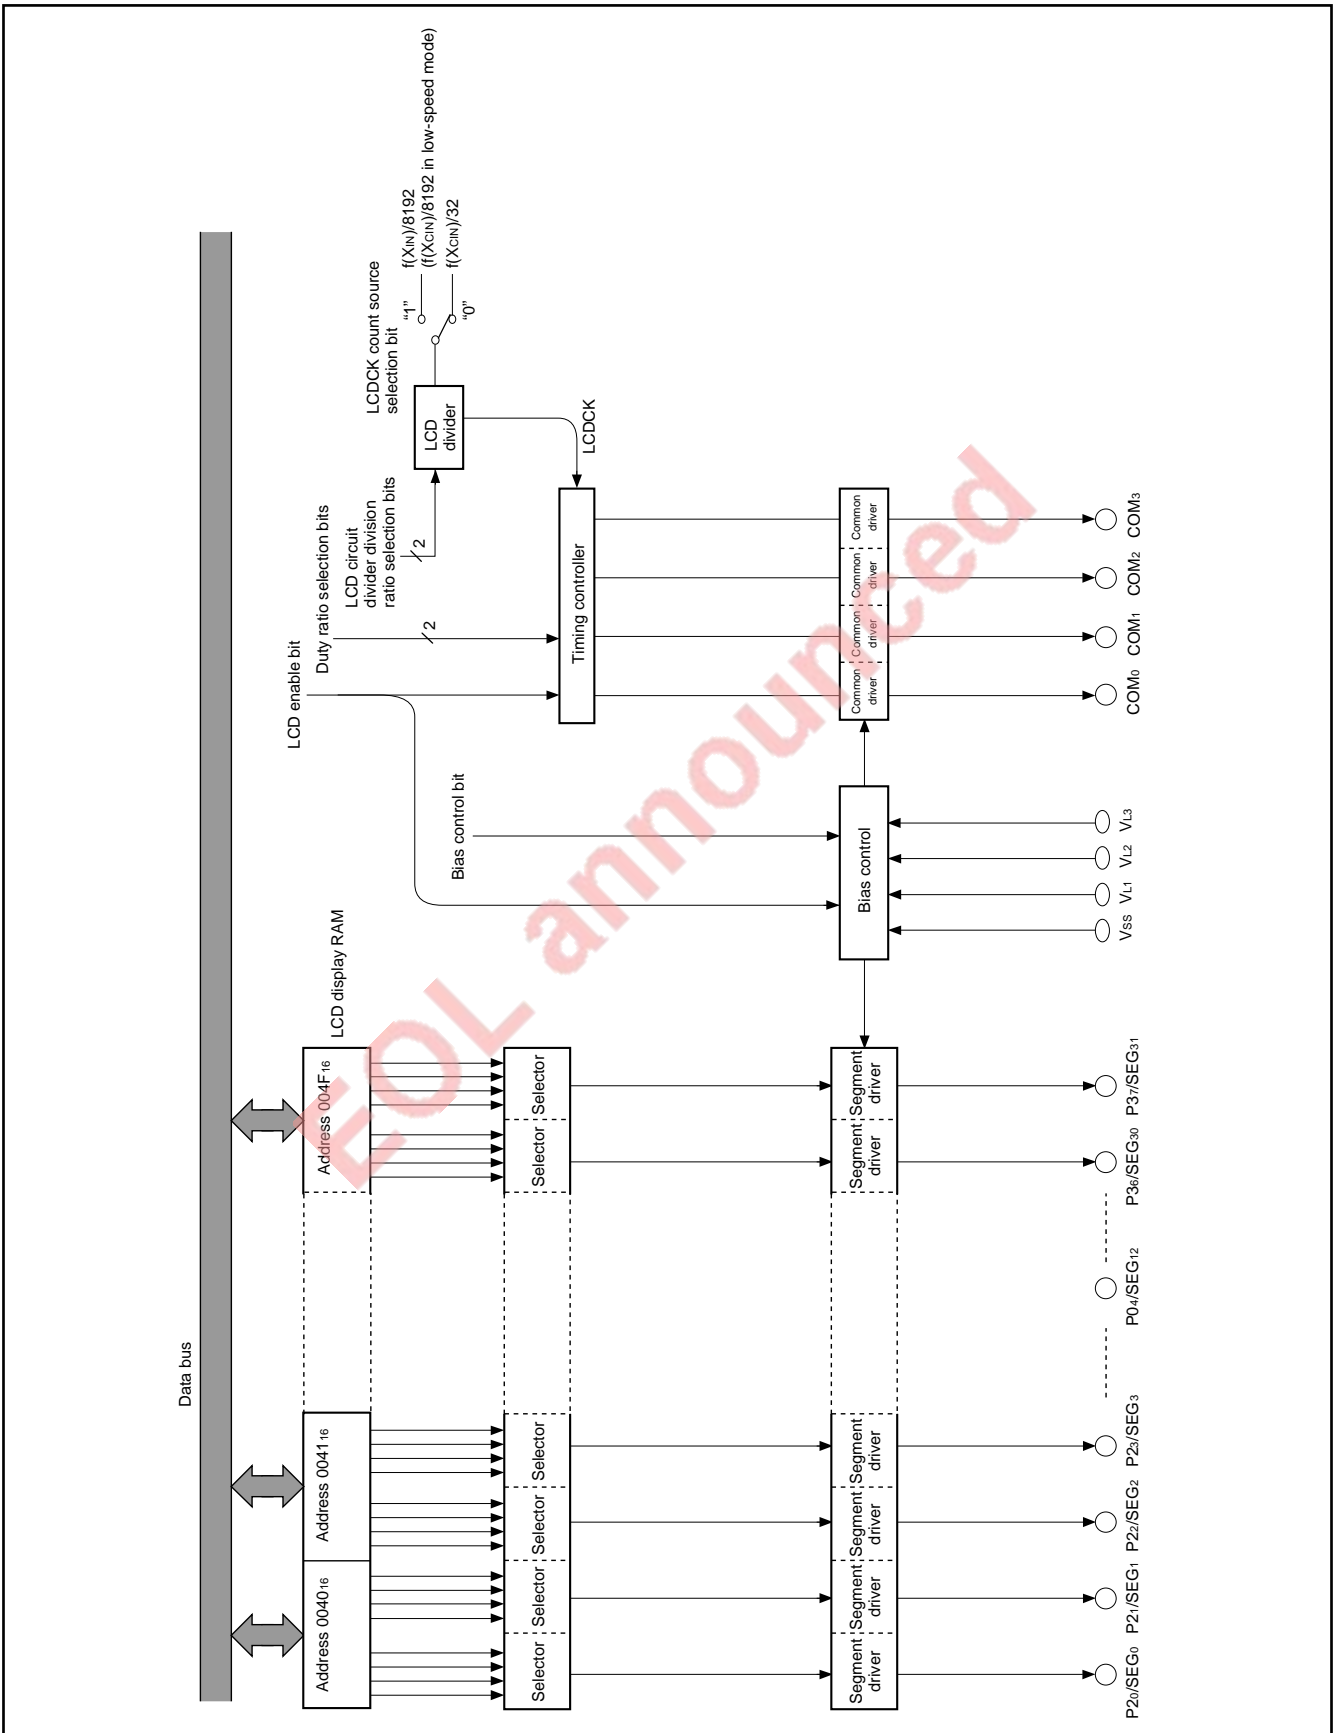 Data bus
Address 004016
Address 004116
Address 004F16
LCD display RAM
Selector
Selector
Selector
Selector
Selector
Selector
Segment driver
Segment driver
Segment driver
Segment driver
Segment driver
Segment driver
P20/SEG0
P21/SEG1
P22/SEG2
P23/SEG3
P04/SEG12
P36/SEG30
P37/SEG31
LCD enable bit
Duty ratio selection bits
2
LCD circuit
divider division
ratio selection bits
2
LCDCK count source
selection bit
"1"
"0"
f(XIN)/8192
(f(XCIN)/8192 in low-speed mode)
f(XCIN)/32
LCD
divider
LCDCK
Timing controller
Bias control bit
Bias control
VSS
VL1
VL2
VL3
Common driver
Common driver
Common driver
Common driver
COM0
COM1
COM2
COM3
EOL announced